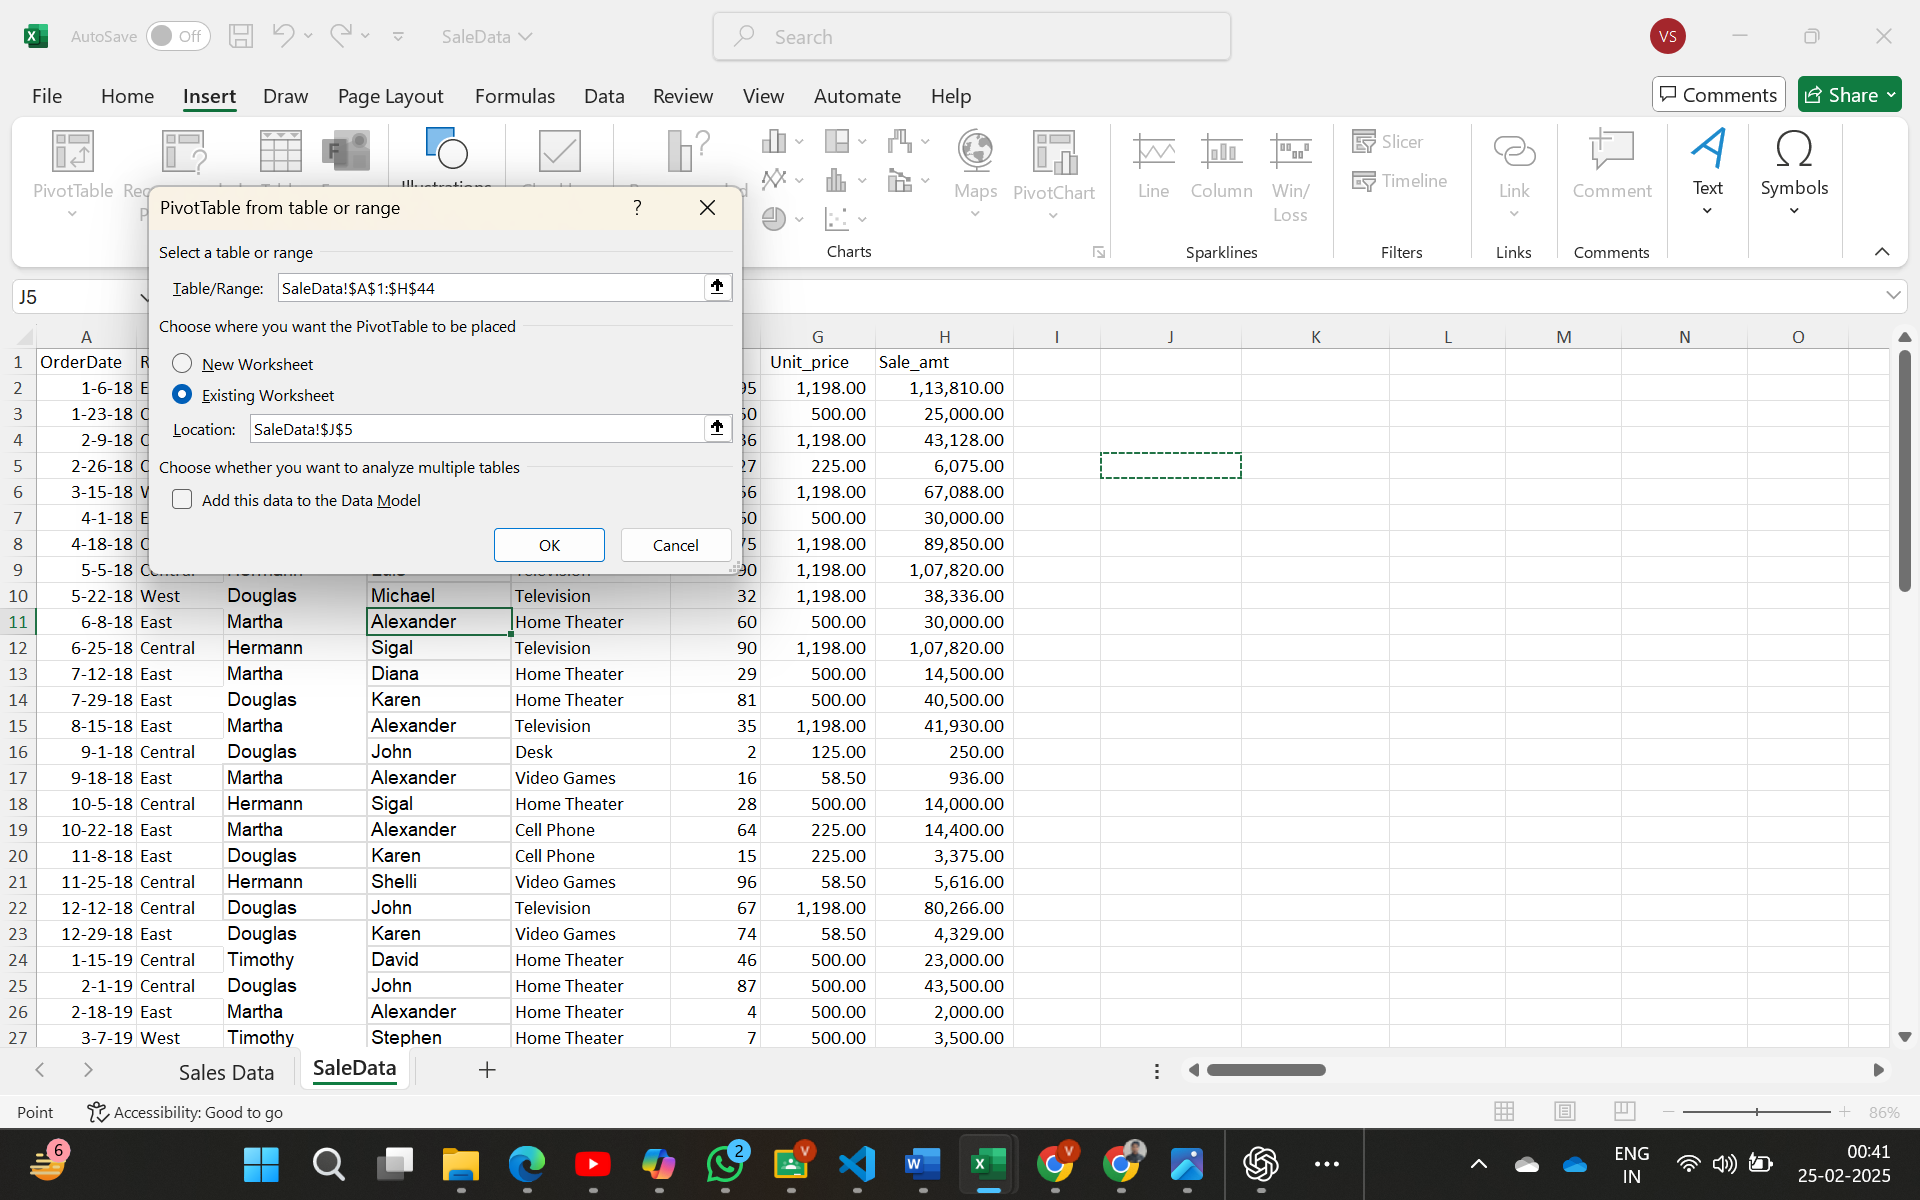 AutoSave Off SaleData Search VS
File Home Insert Draw Page Layout Formulas Data Review View Automate Help Comments Share
PivotTable Maps PivotChart Line Column Win/ Loss Slicer Timeline Link Comment Text Symbols
Charts Sparklines Filters Links Comments
PivotTable from table or range ?
Select a table or range
Table/Range: SaleData!$A$1:$H$44
Choose where you want the PivotTable to be placed
New Worksheet
Existing Worksheet
Location: SaleData!$J$5
Choose whether you want to analyze multiple tables
Add this data to the Data Model
OK Cancel
J5
A G H I J K L M N O
1 OrderDate Unit_price Sale_amt
2 1-6-18 1,198.00 1,13,810.00
3 1-23-18 500.00 25,000.00
4 2-9-18 1,198.00 43,128.00
5 2-26-18 225.00 6,075.00
6 3-15-18 1,198.00 67,088.00
7 4-1-18 500.00 30,000.00
8 4-18-18 1,198.00 89,850.00
9 5-5-18 1,198.00 1,07,820.00
10 5-22-18 West Douglas Michael Television 32 1,198.00 38,336.00
11 6-8-18 East Martha Alexander Home Theater 60 500.00 30,000.00
12 6-25-18 Central Hermann Sigal Television 90 1,198.00 1,07,820.00
13 7-12-18 East Martha Diana Home Theater 29 500.00 14,500.00
14 7-29-18 East Douglas Karen Home Theater 81 500.00 40,500.00
15 8-15-18 East Martha Alexander Television 35 1,198.00 41,930.00
16 9-1-18 Central Douglas John Desk 2 125.00 250.00
17 9-18-18 East Martha Alexander Video Games 16 58.50 936.00
18 10-5-18 Central Hermann Sigal Home Theater 28 500.00 14,000.00
19 10-22-18 East Martha Alexander Cell Phone 64 225.00 14,400.00
20 11-8-18 East Douglas Karen Cell Phone 15 225.00 3,375.00
21 11-25-18 Central Hermann Shelli Video Games 96 58.50 5,616.00
22 12-12-18 Central Douglas John Television 67 1,198.00 80,266.00
23 12-29-18 East Douglas Karen Video Games 74 58.50 4,329.00
24 1-15-19 Central Timothy David Home Theater 46 500.00 23,000.00
25 2-1-19 Central Douglas John Home Theater 87 500.00 43,500.00
26 2-18-19 East Martha Alexander Home Theater 4 500.00 2,000.00
27 3-7-19 West Timothy Stephen Home Theater 7 500.00 3,500.00
Sales Data SaleData
Point Accessibility: Good to go 86%
6 2 V V ENG IN 00:41
25-02-2025